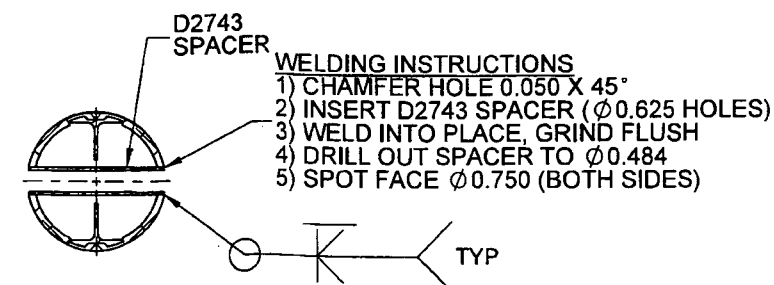 D2743
SPACER
WELDING INSTRUCTIONS
1) CHAMFER HOLE 0.050 X 45°
2) INSERT D2743 SPACER (Ø0.625 HOLES)
3) WELD INTO PLACE, GRIND FLUSH
4) DRILL OUT SPACER TO Ø0.484
5) SPOT FACE Ø0.750 (BOTH SIDES)
TYP